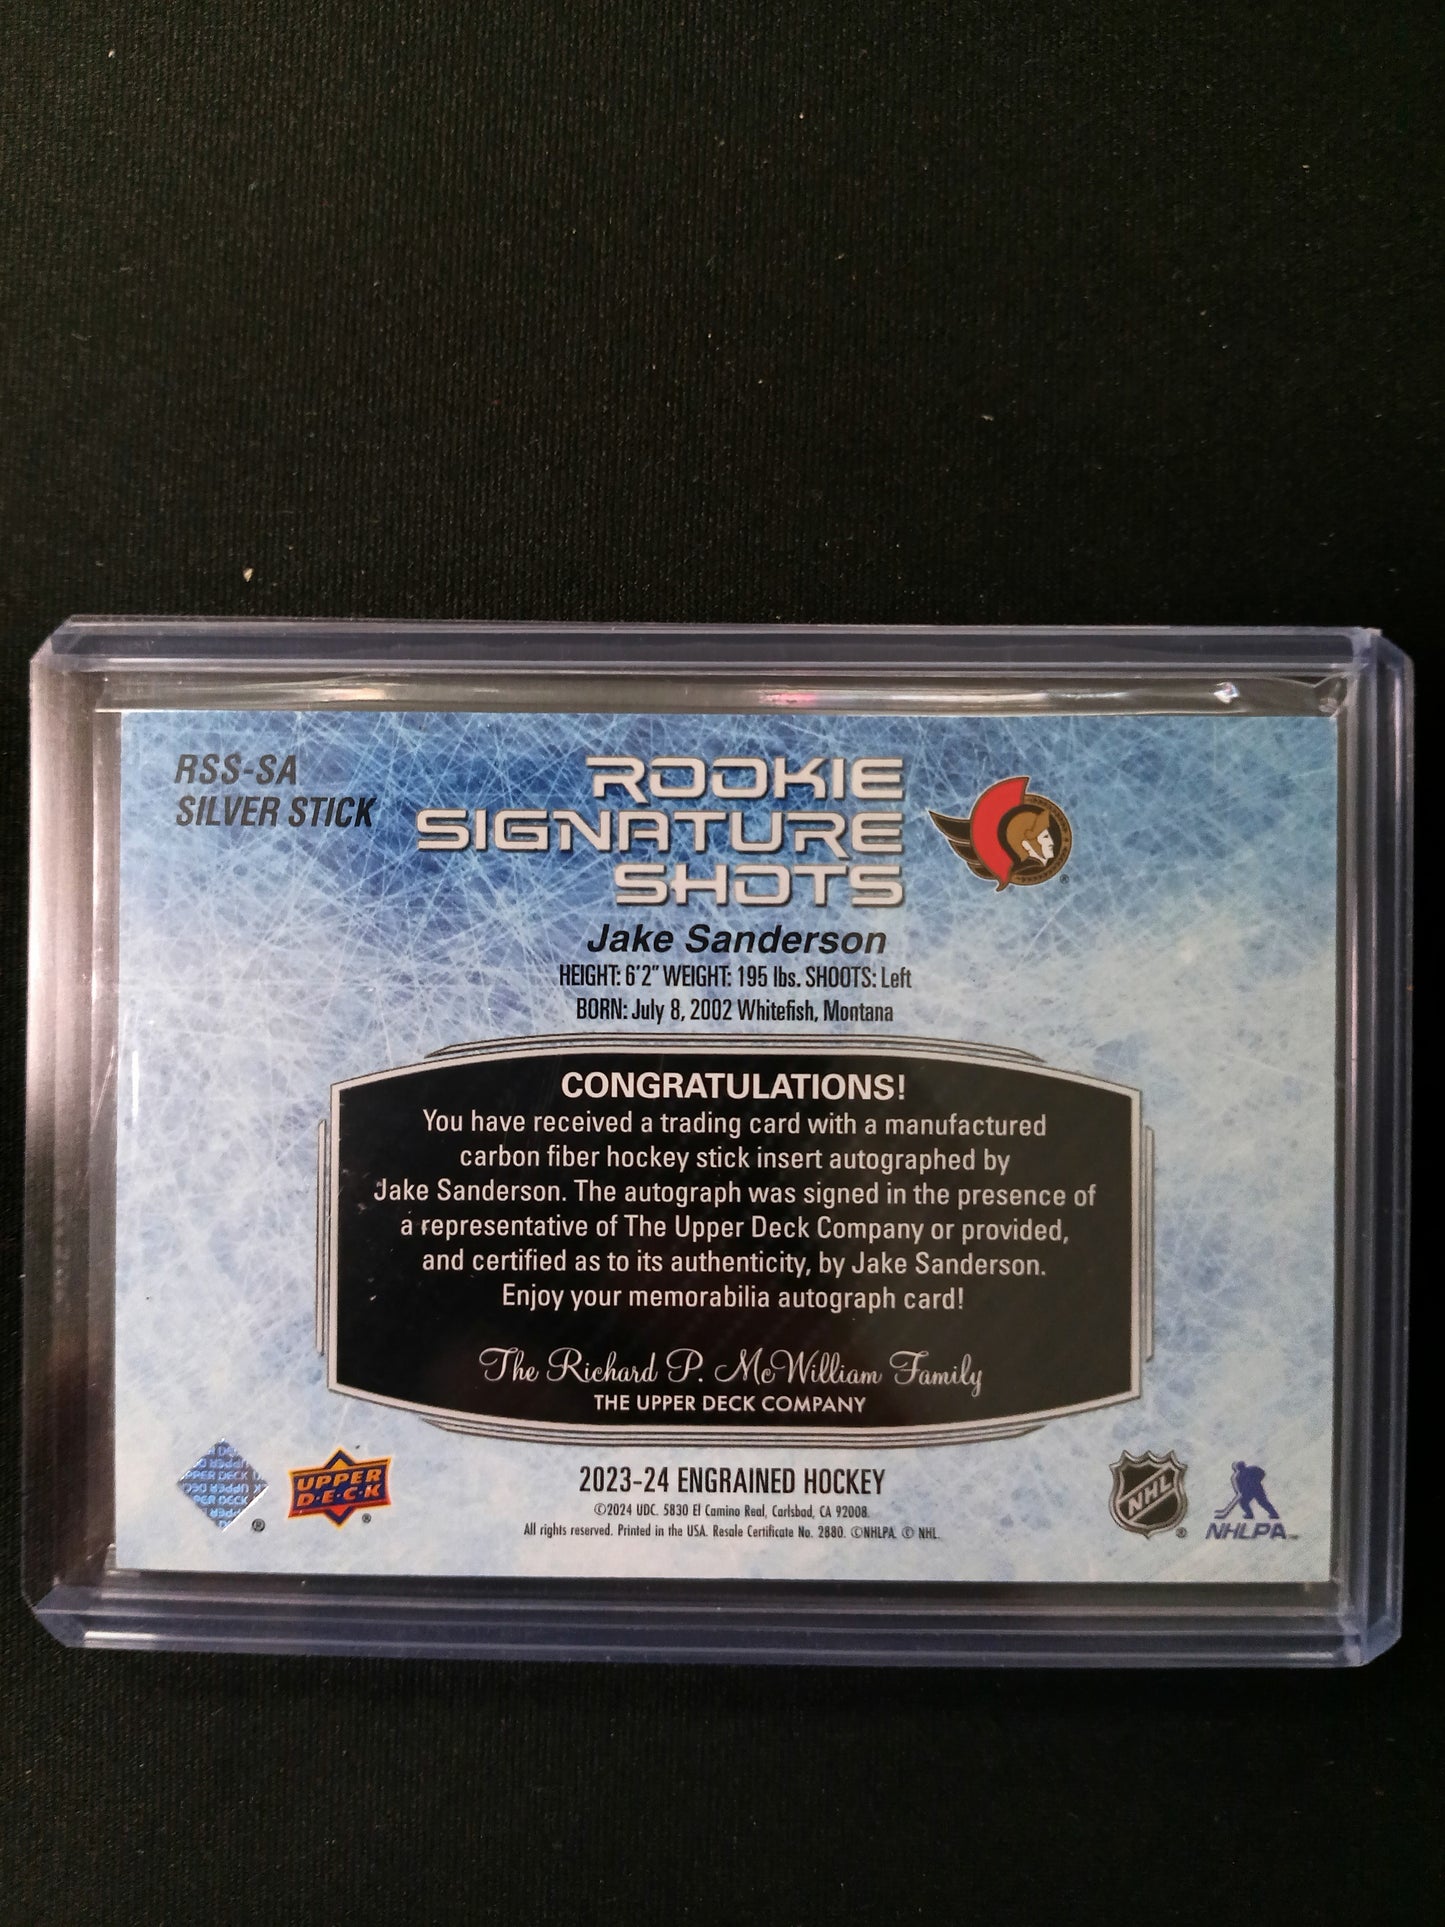 RSS-SA
SILVER STICK
ROOKIE
SIGNATURE
SHOTS
Jake Sanderson
HEIGHT: 6'2" WEIGHT: 195 lbs. SHOOTS: Left
BORN: July 8, 2002 Whitefish, Montana
CONGRATULATIONS!
You have received a trading card with a manufactured
carbon fiber hockey stick insert autographed by
Jake Sanderson. The autograph was signed in the presence of
a representative of The Upper Deck Company or provided,
and certified as to its authenticity, by Jake Sanderson.
Enjoy your memorabilia autograph card!
The Richard P. McWilliam Family
THE UPPER DECK COMPANY
UPPER
D·E·C·K
®
2023-24 ENGRAINED HOCKEY
©2024 UDC. 5830 El Camino Real, Carlsbad, CA 92008.
All rights reserved. Printed in the USA. Resale Certificate No. 2880. ©NHLPA. © NHL.
NHL
®
NHLPA™